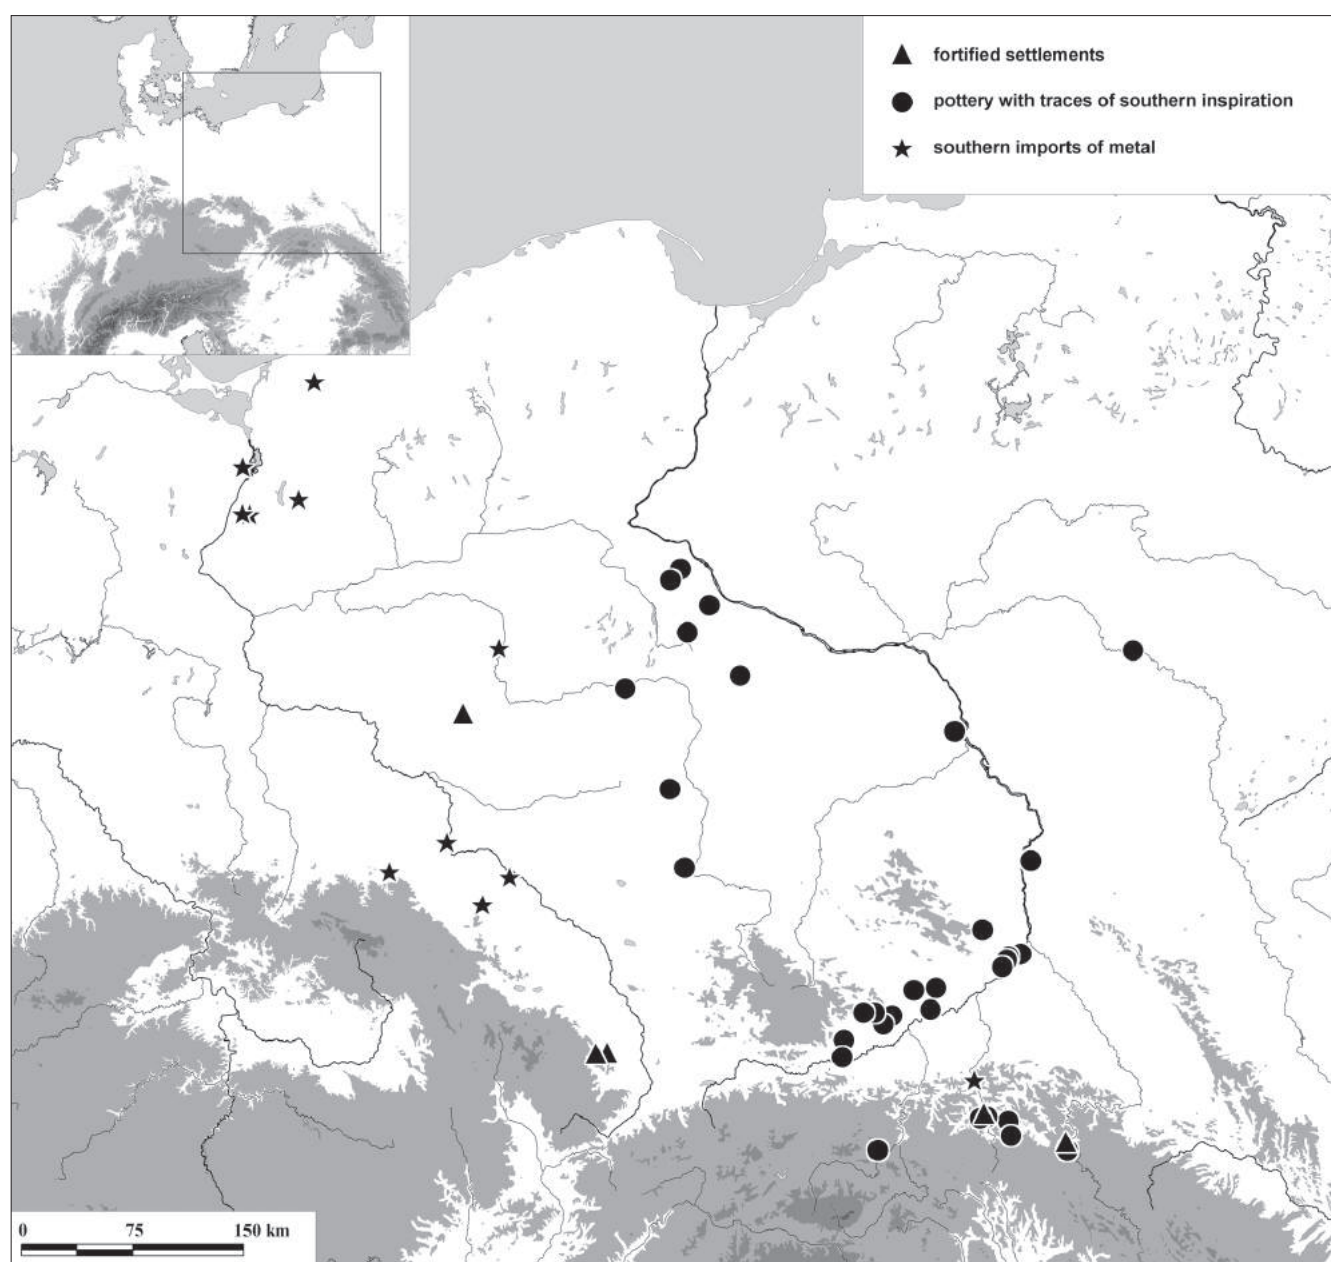 fortified settlements
pottery with traces of southern inspiration
southern imports of metal
0 75 150 km